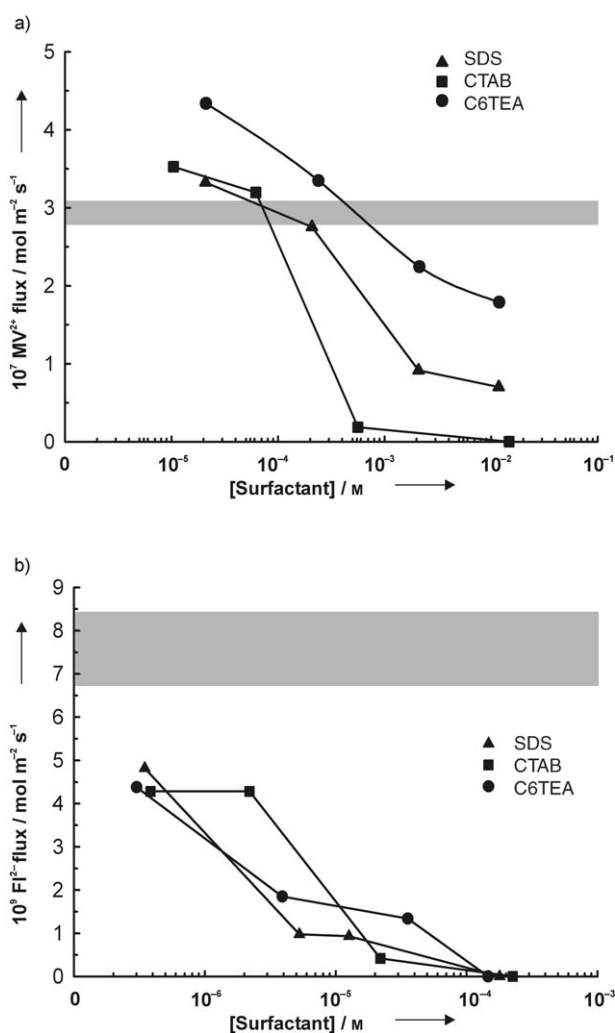 a)
5
4
3
2
1
0
10⁷ MV²⁺ flux / mol m⁻² s⁻¹
SDS
CTAB
C6TEA
0
10⁻⁵
10⁻⁴
10⁻³
10⁻²
10⁻¹
[Surfactant] / M
b)
9
8
7
6
5
4
3
2
1
0
10⁹ Fl²⁻ flux / mol m⁻² s⁻¹
SDS
CTAB
C6TEA
0
10⁻⁶
10⁻⁵
10⁻⁴
10⁻³
[Surfactant] / M